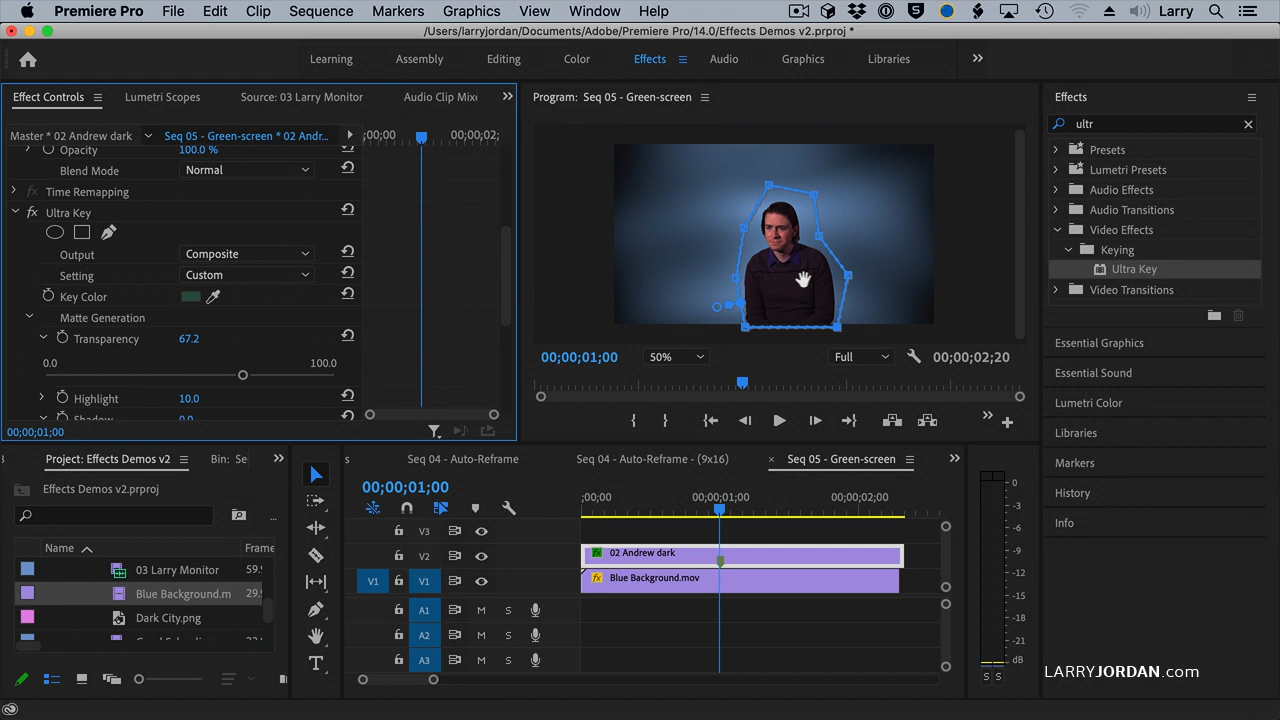 Premiere Pro File Edit Clip Sequence Markers Graphics View Window Help Larry
/Users/larryjordan/Documents/Adobe/Premiere Pro/14.0/Effects Demos v2.prproj *
Learning Assembly Editing Color Effects Audio Graphics Libraries
Effect Controls Lumetri Scopes Source: 03 Larry Monitor Audio Clip Mix
Program: Seq 05 - Green-screen
Effects
Master * 02 Andrew dark Seq 05 - Green-screen * 02 Andr... ;00;00 00;00;02;
ultr
Opacity 100.0 %
Presets
Blend Mode Normal
Lumetri Presets
Time Remapping
Audio Effects
Ultra Key
Audio Transitions
Video Effects
Output Composite
Keying
Setting Custom
Ultra Key
Key Color
Video Transitions
Matte Generation
Transparency 67.2
0.0 100.0
Highlight 10.0
Shadow 0.0
00;00;01;00
00;00;01;00 50% Full 00;00;02;20
Essential Graphics
Essential Sound
Lumetri Color
Libraries
Markers
History
Info
Project: Effects Demos v2 Bin: Se
Effects Demos v2.prproj
Name Frame
03 Larry Monitor 59.9
Blue Background.m 29.9
Dark City.png
s Seq 04 - Auto-Reframe Seq 04 - Auto-Reframe - (9x16) × Seq 05 - Green-screen
00;00;01;00
;00;00 00;00;01;00 00;00;02;00
V3
V2 fx 02 Andrew dark
V1 V1 fx Blue Background.mov
A1 M S
A2 M S
A3 M S
0
-3
-6
-9
-12
-15
-18
-21
dB
S S
LARRYJORDAN.com